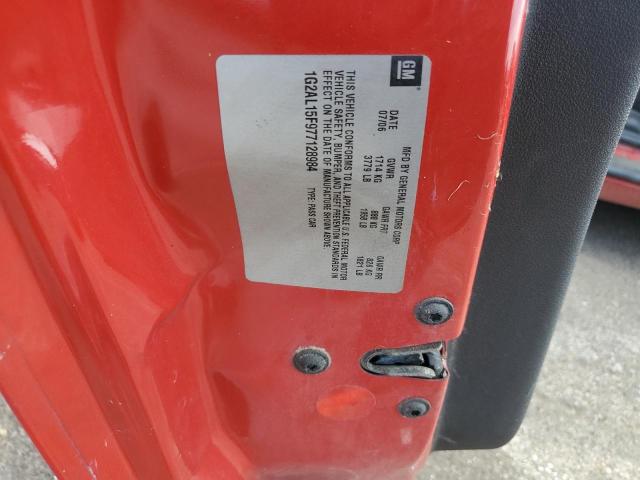 GM
MFD BY GENERAL MOTORS CORP
DATE GVWR GAWR FRT GAWR RR
07/06 1714 KG 888 KG 826 KG
3779 LB 1958 LB 1821 LB
THIS VEHICLE CONFORMS TO ALL APPLICABLE U.S. FEDERAL MOTOR
VEHICLE SAFETY, BUMPER, AND THEFT PREVENTION STANDARDS IN
EFFECT ON THE DATE OF MANUFACTURE SHOWN ABOVE.
1G2AL15F977128984 TYPE: PASS CAR